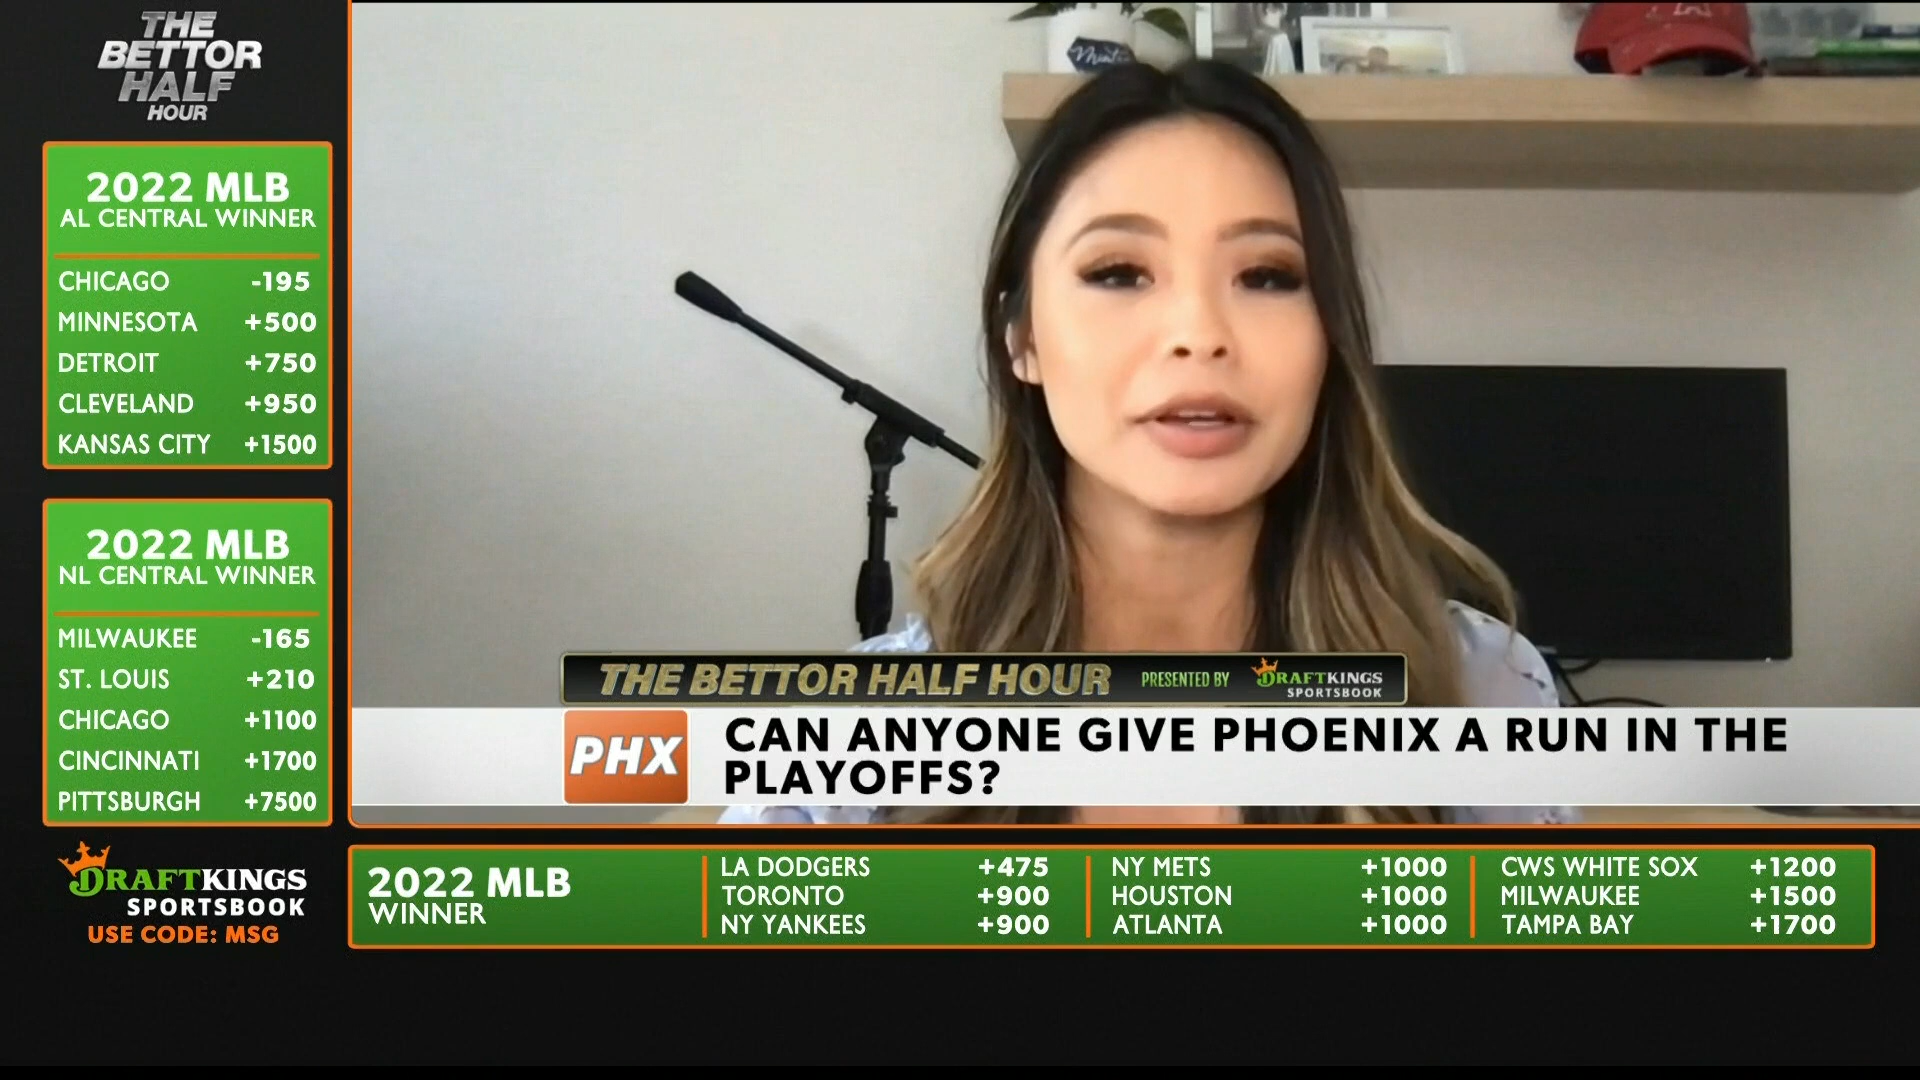 THE
BETTOR
HALF
HOUR
2022 MLB
AL CENTRAL WINNER
CHICAGO -195
MINNESOTA +500
DETROIT +750
CLEVELAND +950
KANSAS CITY +1500
2022 MLB
NL CENTRAL WINNER
MILWAUKEE -165
ST. LOUIS +210
CHICAGO +1100
CINCINNATI +1700
PITTSBURGH +7500
DRAFTKINGS
SPORTSBOOK
USE CODE: MSG
THE BETTOR HALF HOUR PRESENTED BY DRAFTKINGS
SPORTSBOOK
PHX
CAN ANYONE GIVE PHOENIX A RUN IN THE
PLAYOFFS?
2022 MLB
WINNER
LA DODGERS +475
TORONTO +900
NY YANKEES +900
NY METS +1000
HOUSTON +1000
ATLANTA +1000
CWS WHITE SOX +1200
MILWAUKEE +1500
TAMPA BAY +1700